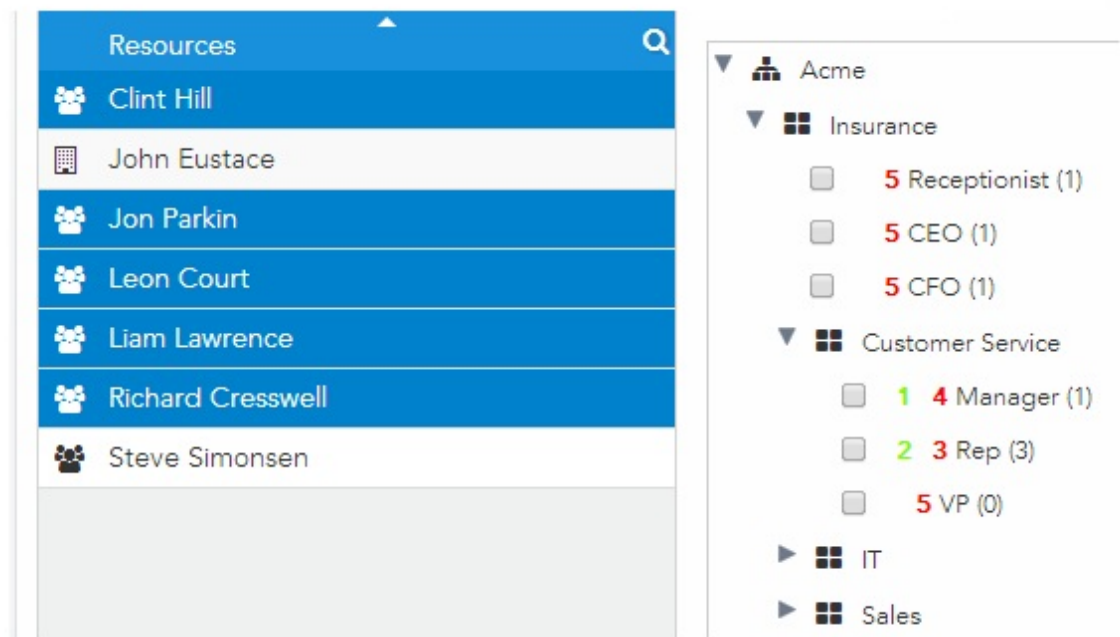 Resources
Clint Hill
John Eustace
Jon Parkin
Leon Court
Liam Lawrence
Richard Cresswell
Steve Simonsen
Acme
Insurance
5 Receptionist (1)
5 CEO (1)
5 CFO (1)
Customer Service
1 4 Manager (1)
2 3 Rep (3)
5 VP (0)
IT
Sales